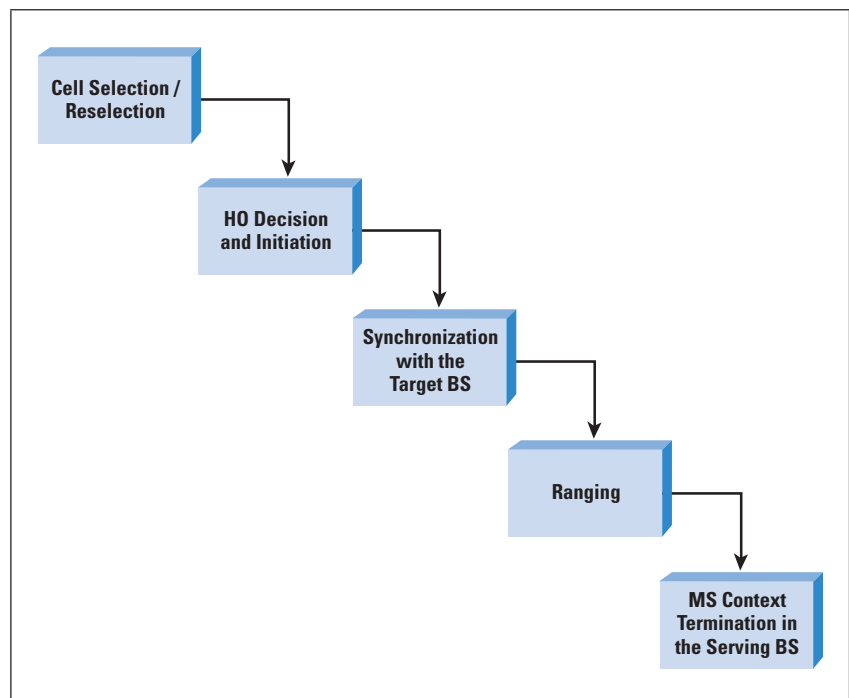 Cell Selection /
Reselection
HO Decision
and Initiation
Synchronization
with the
Target BS
Ranging
MS Context
Termination in
the Serving BS